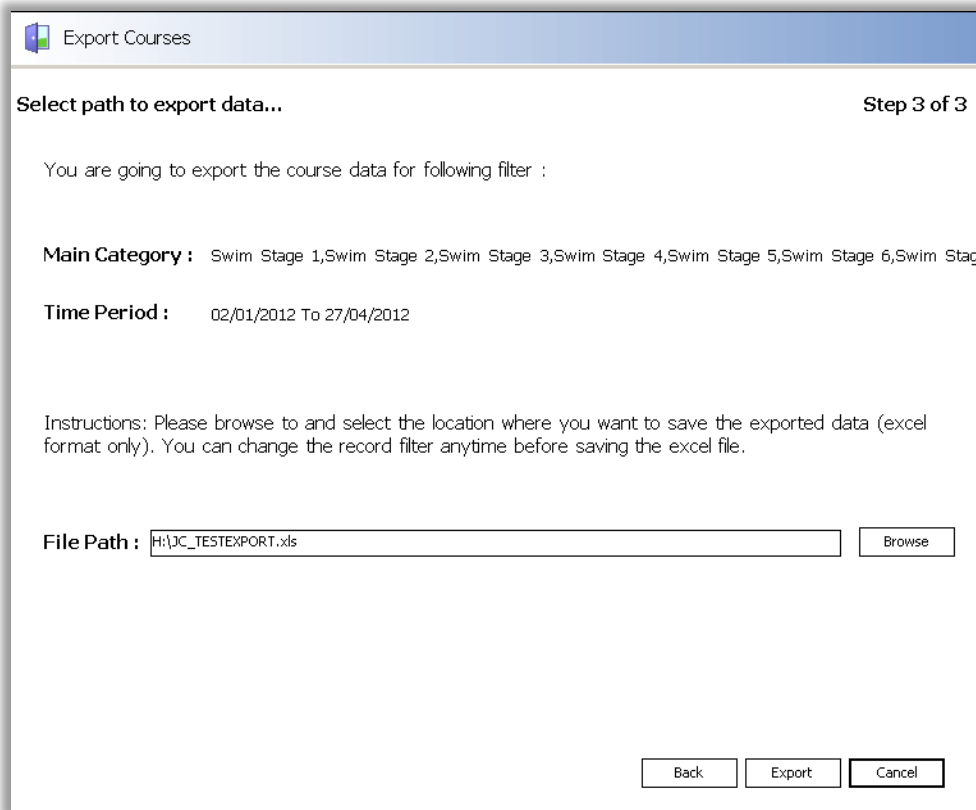 Export Courses
Select path to export data... Step 3 of 3
You are going to export the course data for following filter :
Main Category : Swim Stage 1,Swim Stage 2,Swim Stage 3,Swim Stage 4,Swim Stage 5,Swim Stage 6,Swim Stag
Time Period : 02/01/2012 To 27/04/2012
Instructions: Please browse to and select the location where you want to save the exported data (excel
format only). You can change the record filter anytime before saving the excel file.
File Path : H:\JC_TESTEXPORT.xls Browse
Back Export Cancel